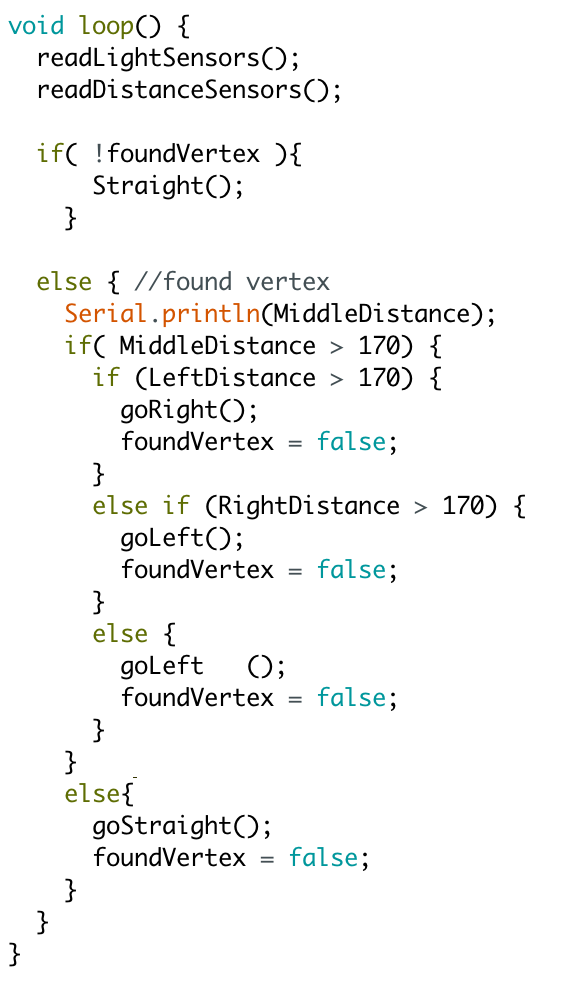 void loop() {
  readLightSensors();
  readDistanceSensors();

  if( !foundVertex ){
      Straight();
    }

  else { //found vertex
    Serial.println(MiddleDistance);
    if( MiddleDistance > 170) {
      if (LeftDistance > 170) {
        goRight();
        foundVertex = false;
      }
      else if (RightDistance > 170) {
        goLeft();
        foundVertex = false;
      }
      else {
        goLeft   ();
        foundVertex = false;
      }
    }
    else{
      goStraight();
      foundVertex = false;
    }
  }
}